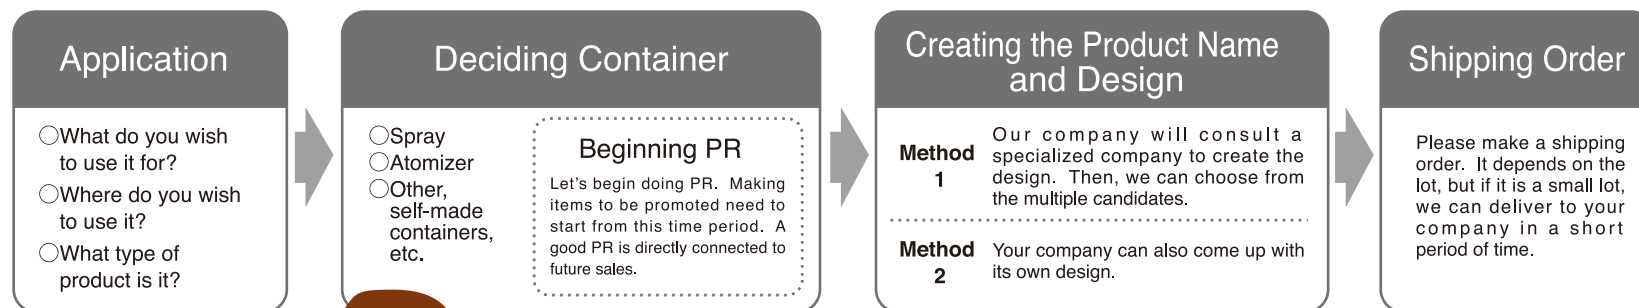 Application
○What do you wish
to use it for?
○Where do you wish
to use it?
○What type of
product is it?
Deciding Container
○Spray
○Atomizer
○Other,
self-made
containers,
etc.
Beginning PR
Let's begin doing PR. Making
items to be promoted need to
start from this time period. A
good PR is directly connected to
future sales.
Creating the Product Name
and Design
Method
1
Our company will consult a
specialized company to create the
design. Then, we can choose from
the multiple candidates.
Method
2
Your company can also come up with
its own design.
Shipping Order
Please make a shipping
order. It depends on the
lot, but if it is a small lot,
we can deliver to your
company in a short
period of time.